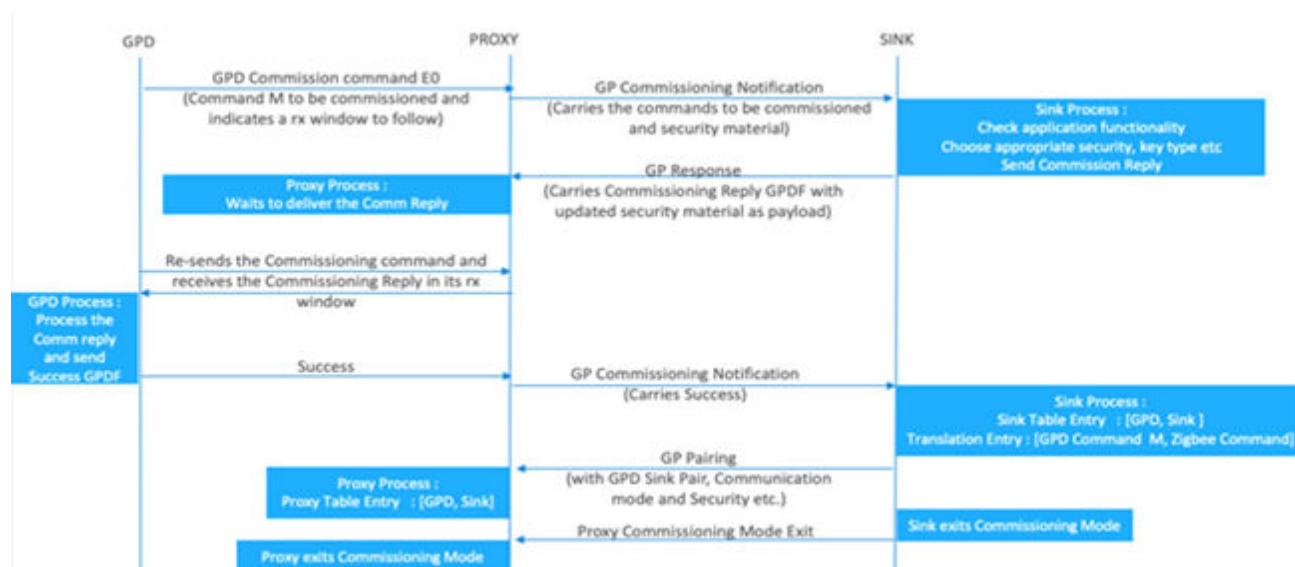 GPD
PROXY
SINK
GPD Commission command E0
(Command M to be commissioned and
indicates a rx window to follow)
GP Commissioning Notification
(Carries the commands to be commissioned
and security material)
Sink Process :
Check application functionality
Choose appropriate security, key type etc
Send Commission Reply
GP Response
(Carries Commissioning Reply GPDF with
updated security material as payload)
Proxy Process :
Waits to deliver the Comm Reply
Re-sends the Commissioning command and
receives the Commissioning Reply in its rx
window
GPD Process :
Process the
Comm reply
and send
Success GPDF
Success
GP Commissioning Notification
(Carries Success)
Sink Process :
Sink Table Entry : [GPD, Sink ]
Translation Entry : [GPD Command M, Zigbee Command]
GP Pairing
(with GPD Sink Pair, Communication
mode and Security etc.)
Proxy Process :
Proxy Table Entry : [GPD, Sink]
Sink exits Commissioning Mode
Proxy Commissioning Mode Exit
Proxy exits Commissioning Mode